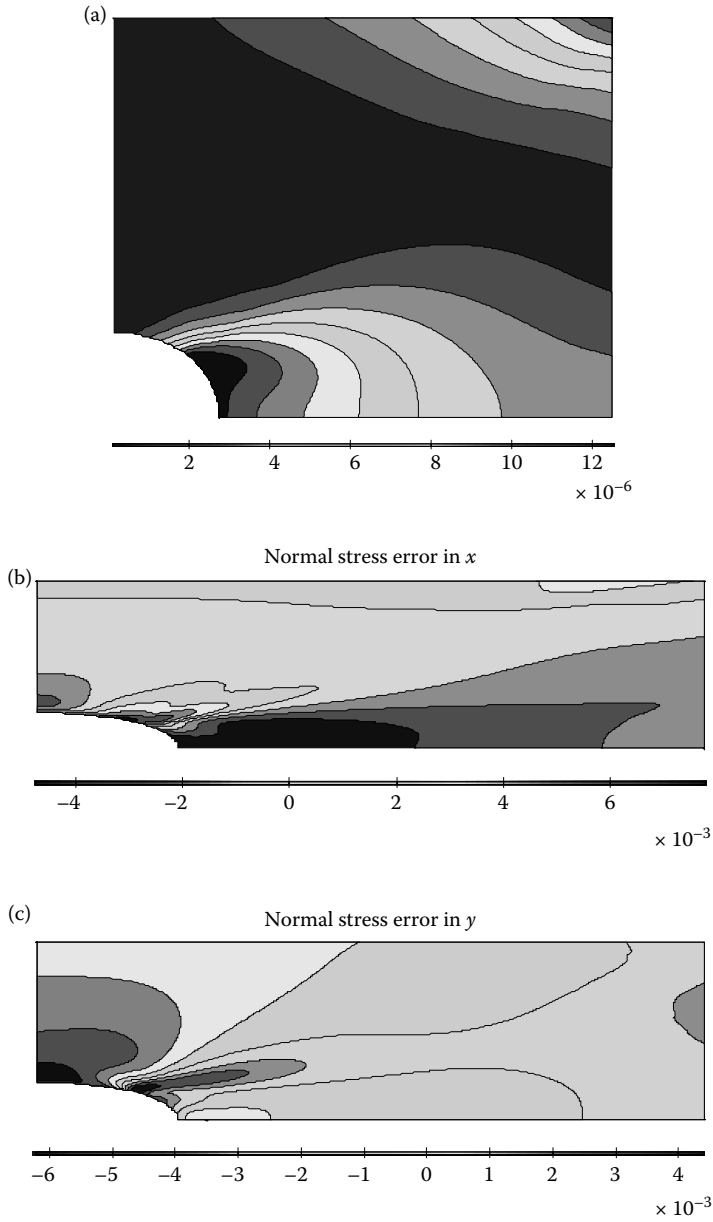 (a)
2 4 6 8 10 12
× 10⁻⁶
Normal stress error in x
(b)
−4 −2 0 2 4 6
× 10⁻³
(c)
Normal stress error in y
−6 −5 −4 −3 −2 −1 0 1 2 3 4
× 10⁻³